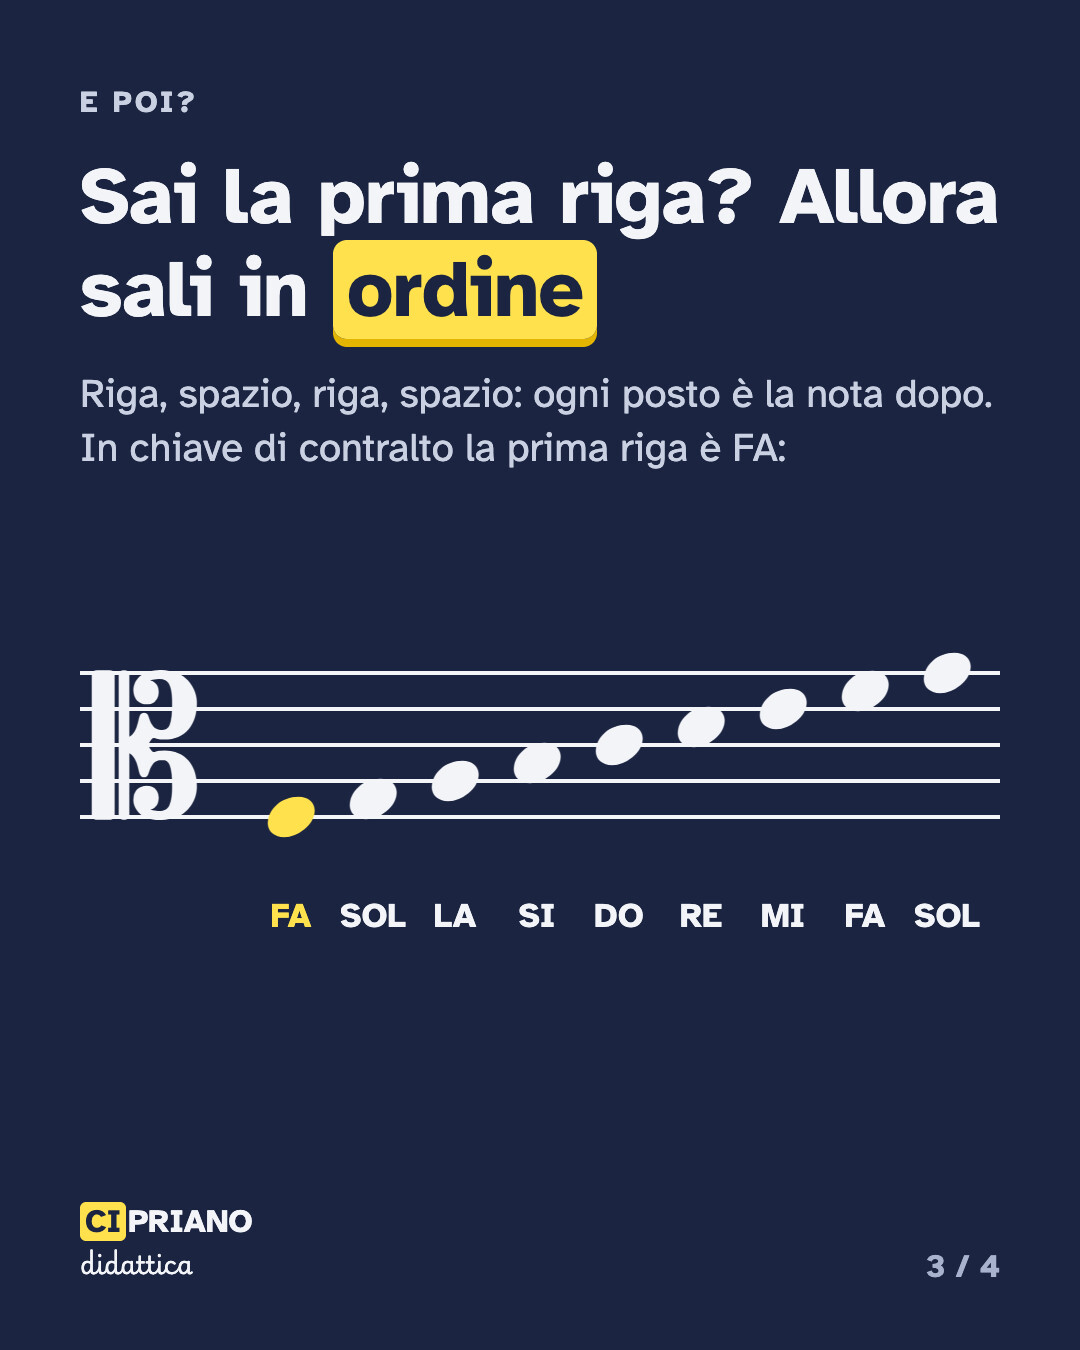 E POI?
Sai la prima riga? Allora
sali in ordine
Riga, spazio, riga, spazio: ogni posto è la nota dopo.
In chiave di contralto la prima riga è FA:
FA SOL LA SI DO RE MI FA SOL
CIPRIANO
didattica
3 / 4